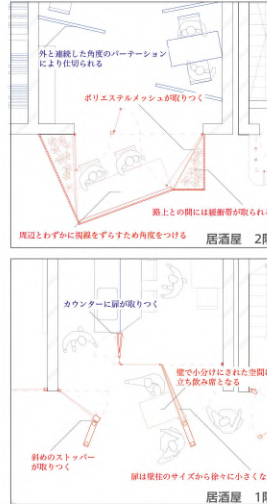 外と連続した角度のパーテーション
により仕切られる
ポリエステルメッシュが取りつく
路上との間には緩衝帯が取られ
周辺とわずかに視線をずらすため角度をつける
居酒屋 2階
カウンターに扉が取りつく
壁で小分けにされた空間
立ち飲み席となる
斜めのストッパー
が取りつく
扉は壁柱のサイズから徐々に小さくな
居酒屋 1階